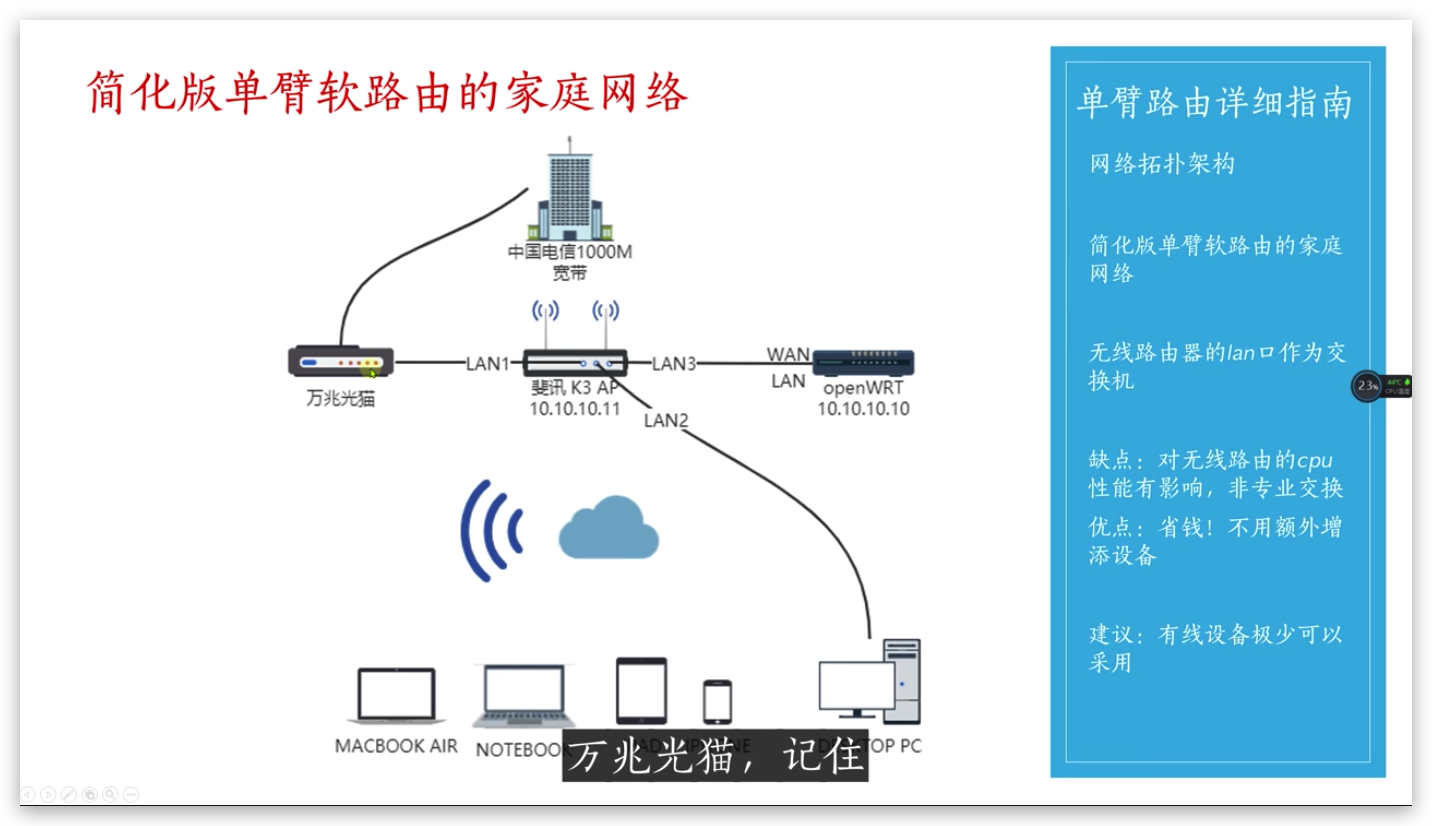 简化版单臂软路由的家庭网络
中国电信1000M
宽带
LAN1
LAN3
WAN
LAN
万兆光猫
斐讯 K3 AP
10.10.10.11
openWRT
10.10.10.10
LAN2
MACBOOK AIR
NOTEBOOK
TOP PC
万兆光猫，记住
单臂路由详细指南
网络拓扑架构
简化版单臂软路由的家庭
网络
无线路由器的lan口作为交
换机
缺点：对无线路由的cpu
性能有影响，非专业交换
优点：省钱！不用额外增
添设备
建议：有线设备极少可以
采用
23%
44℃
CPU温度